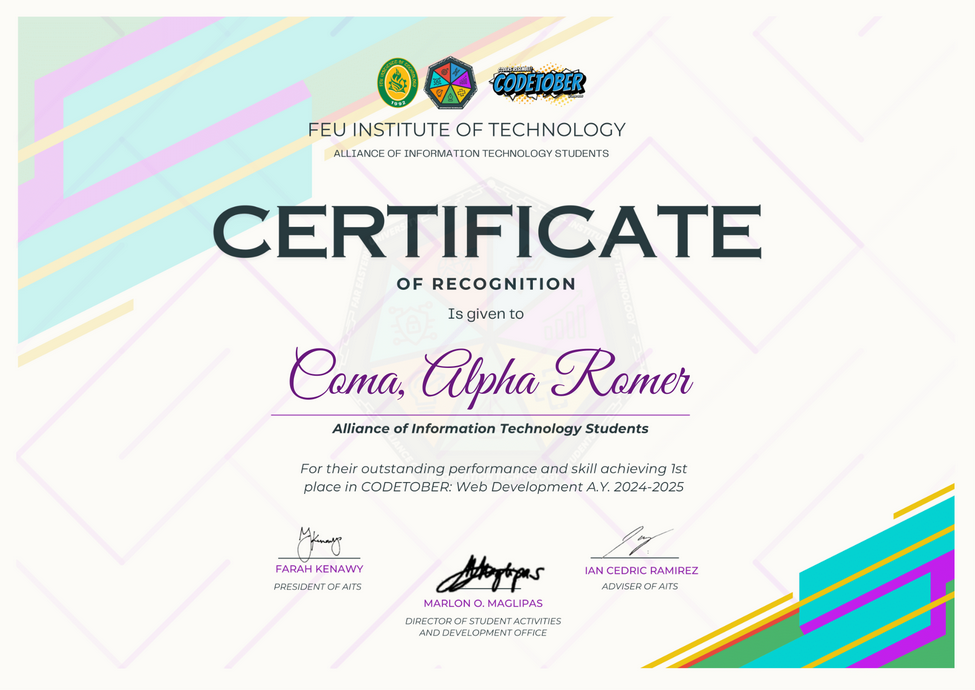 1992
CODETOBER
FEU INSTITUTE OF TECHNOLOGY
ALLIANCE OF INFORMATION TECHNOLOGY STUDENTS
CERTIFICATE
OF RECOGNITION
Is given to
Coma, Alpha Romer
Alliance of Information Technology Students
For their outstanding performance and skill achieving 1st
place in CODETOBER: Web Development A.Y. 2024-2025
FARAH KENAWY
PRESIDENT OF AITS
IAN CEDRIC RAMIREZ
ADVISER OF AITS
MARLON O. MAGLIPAS
DIRECTOR OF STUDENT ACTIVITIES
AND DEVELOPMENT OFFICE